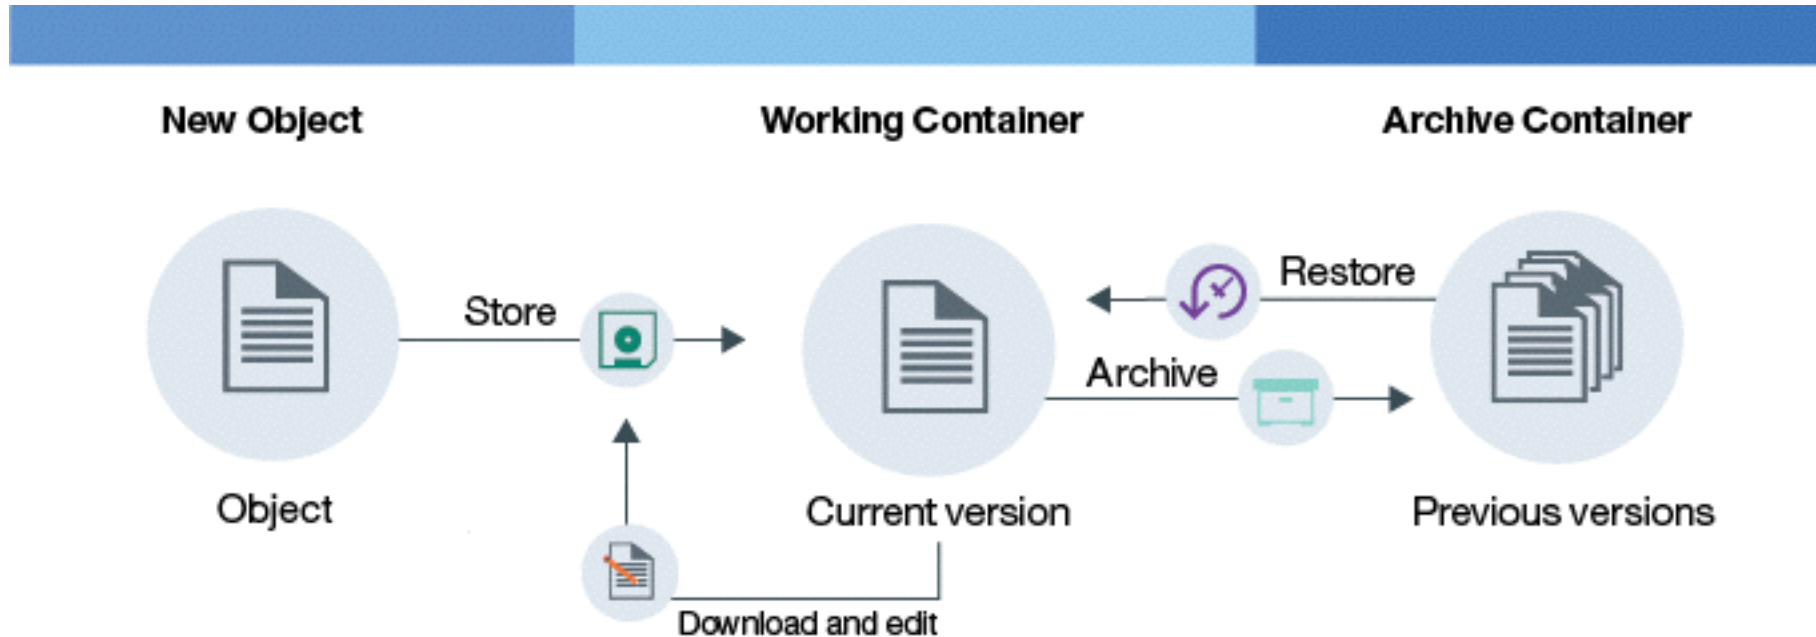 New Object
Working Container
Archive Container
Store
Restore
Archive
Object
Current version
Previous versions
Download and edit